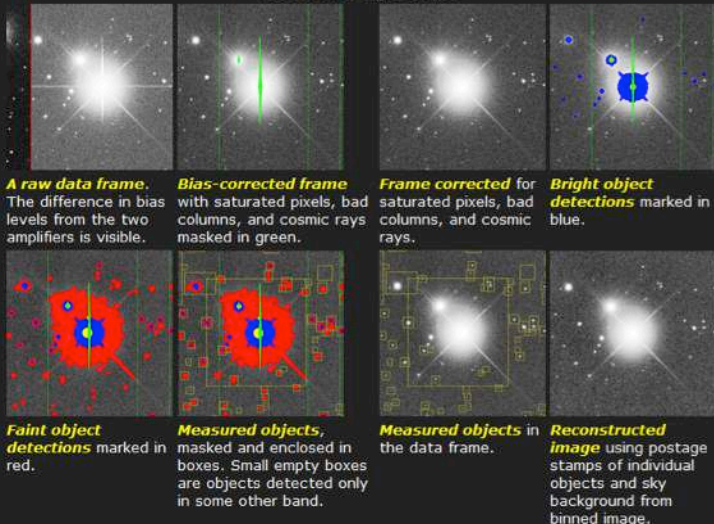 A raw data frame.
The difference in bias
levels from the two
amplifiers is visible.
Bias-corrected frame
with saturated pixels, bad
columns, and cosmic rays
masked in green.
Frame corrected for
saturated pixels, bad
columns, and cosmic
rays.
Bright object
detections marked in
blue.
Faint object
detections marked in
red.
Measured objects,
masked and enclosed in
boxes. Small empty boxes
are objects detected only
in some other band.
Measured objects in
the data frame.
Reconstructed
image using postage
stamps of individual
objects and sky
background from
binned image.